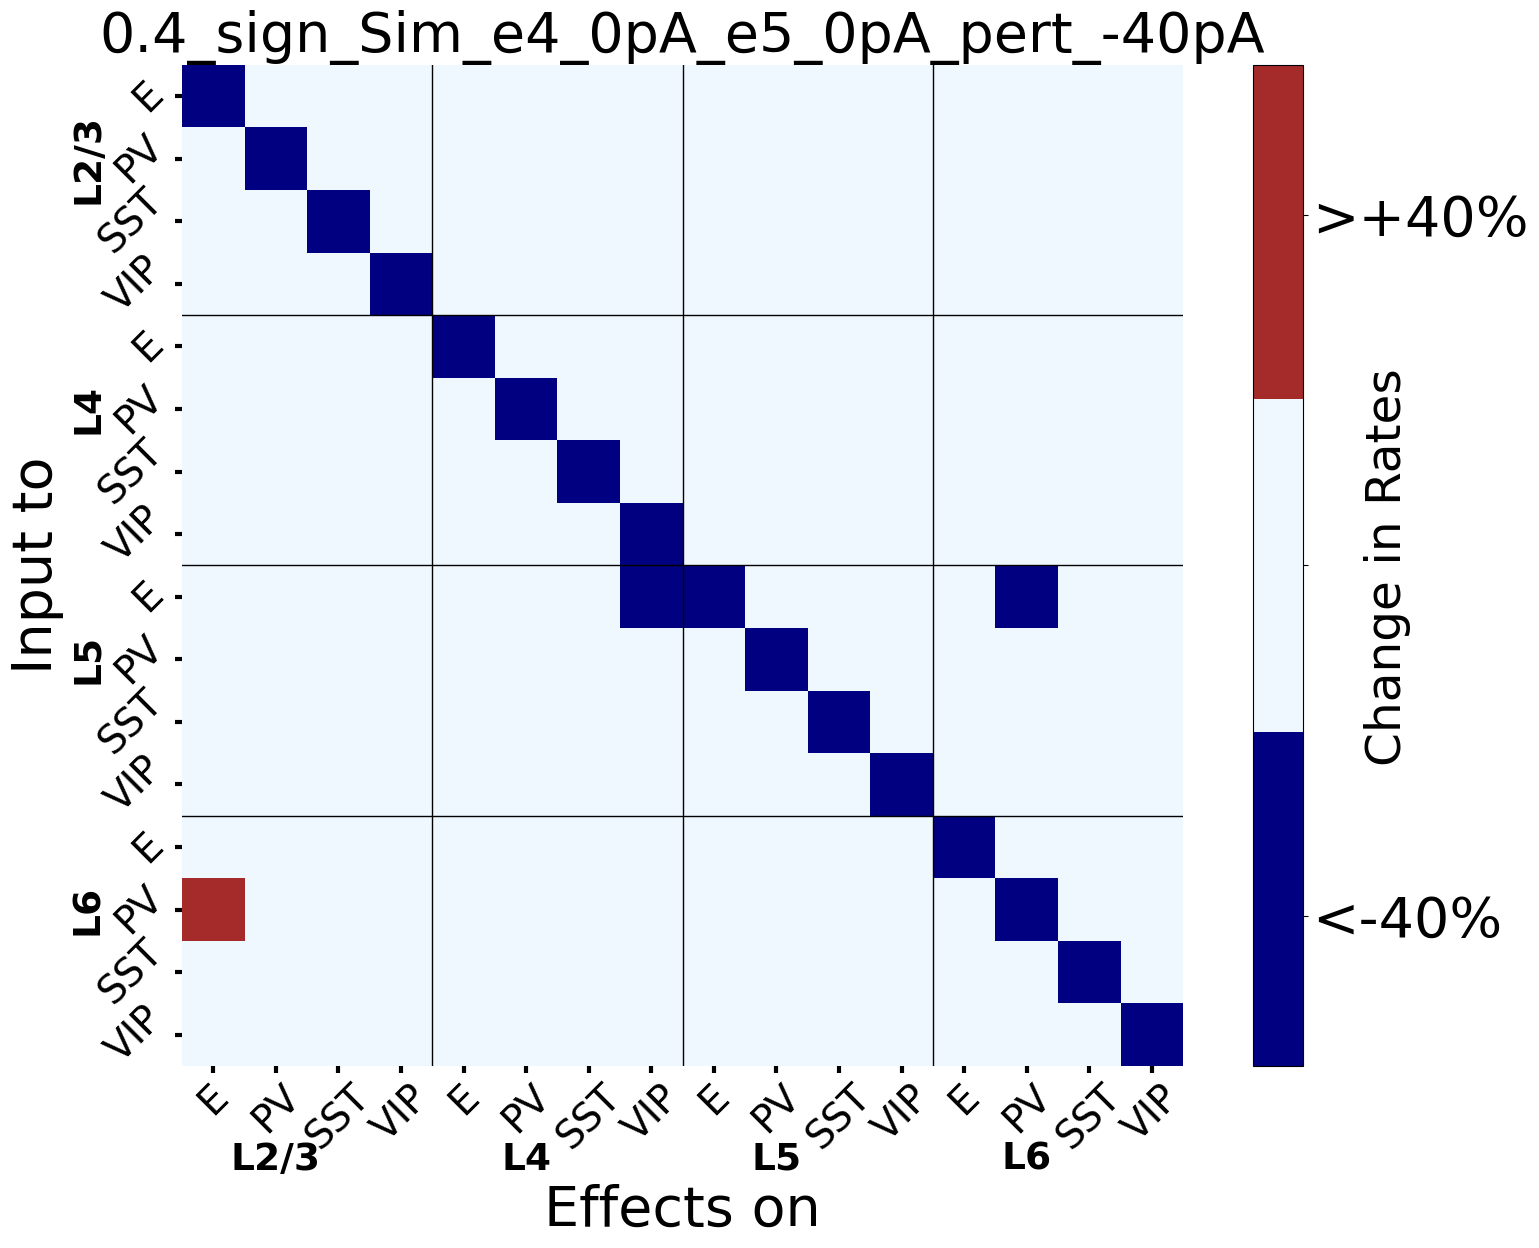 0.4_sign_Sim_e4_0pA_e5_0pA_pert_-40pA
Input to
L2/3
E
PV
SST
VIP
L4
E
PV
SST
VIP
L5
E
PV
SST
VIP
L6
E
PV
SST
VIP
E PV SST VIP E PV SST VIP E PV SST VIP E PV SST VIP
L2/3 L4 L5 L6
Effects on
>+40%
<-40%
Change in Rates